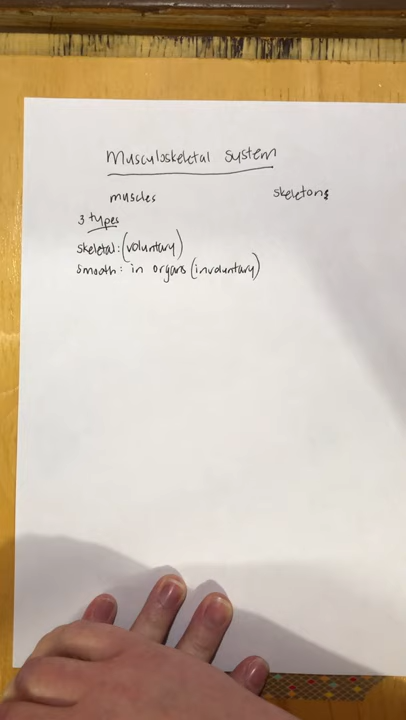 Musculoskeletal System
muscles skeletons
3 types
skeletal: (voluntary)
smooth: in organs (involuntary)